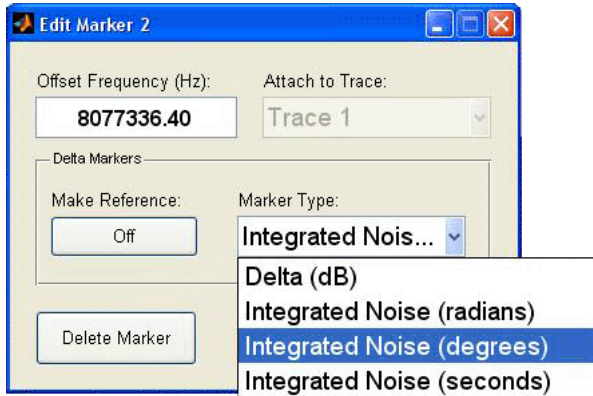 Edit Marker 2
Offset Frequency (Hz): Attach to Trace:
8077336.40 Trace 1
Delta Markers
Make Reference: Marker Type:
Off Integrated Nois...
Delta (dB)
Integrated Noise (radians)
Delete Marker Integrated Noise (degrees)
Integrated Noise (seconds)